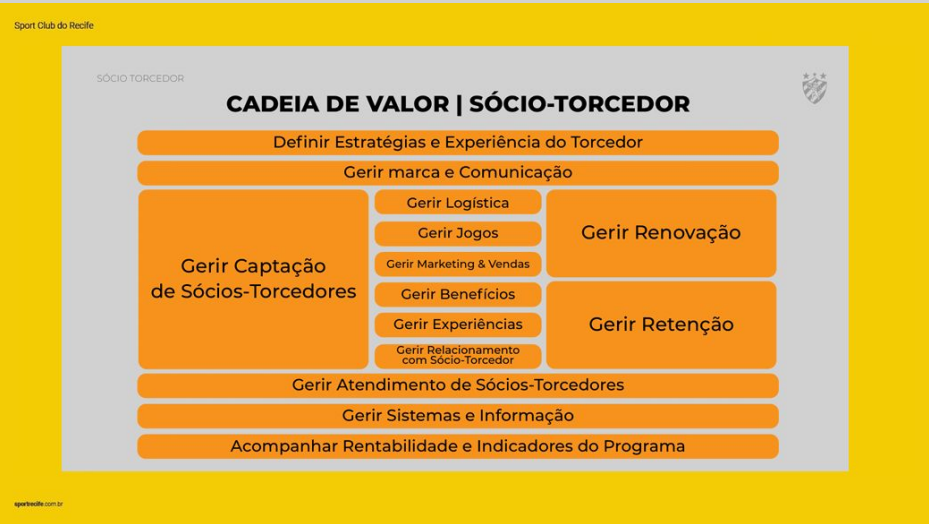 Sport Club do Recife
SÓCIO TORCEDOR
CADEIA DE VALOR | SÓCIO-TORCEDOR
Definir Estratégias e Experiência do Torcedor
Gerir marca e Comunicação
Gerir Captação
de Sócios-Torcedores
Gerir Logística
Gerir Jogos
Gerir Marketing & Vendas
Gerir Benefícios
Gerir Experiências
Gerir Relacionamento
com Sócio-Torcedor
Gerir Renovação
Gerir Retenção
Gerir Atendimento de Sócios-Torcedores
Gerir Sistemas e Informação
Acompanhar Rentabilidade e Indicadores do Programa
sportrecife.com.br